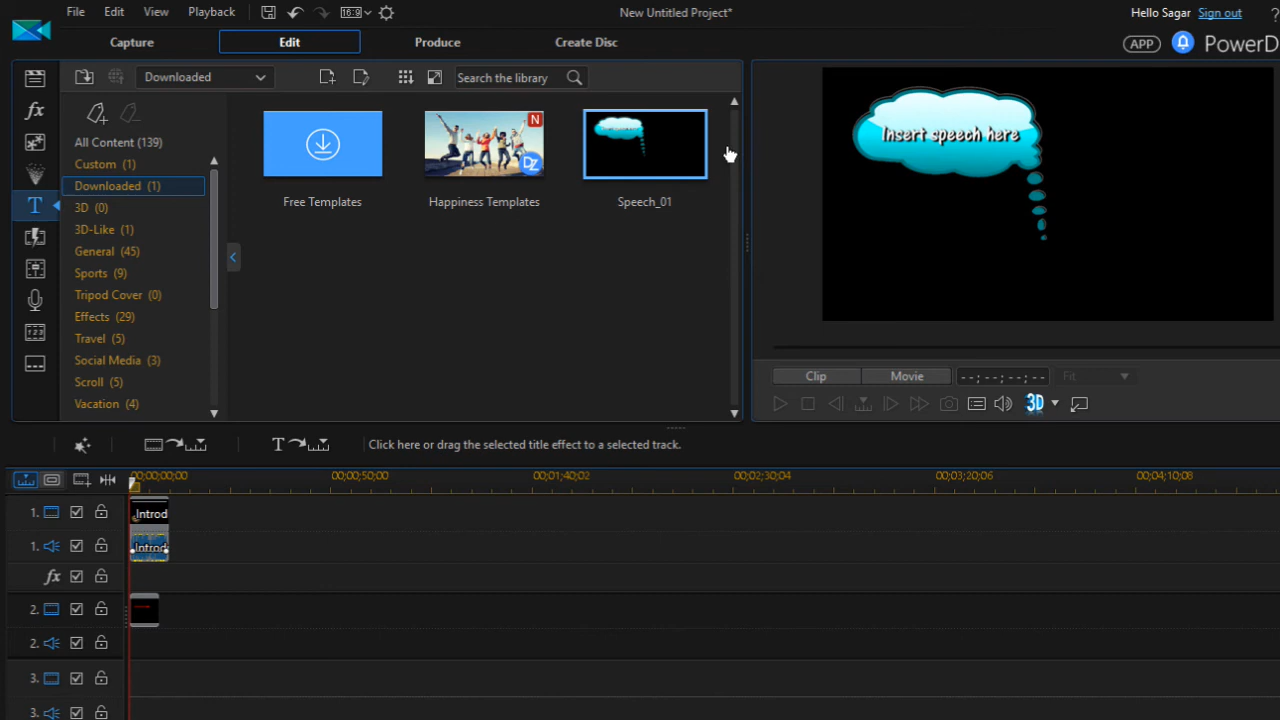 File Edit View Playback 16:9 New Untitled Project* Hello Sagar Sign out ?
Capture Edit Produce Create Disc APP PowerD
Downloaded Search the library
All Content (139)
Custom (1)
Downloaded (1)
3D (0)
3D-Like (1)
General (45)
Sports (9)
Tripod Cover (0)
Effects (29)
Travel (5)
Social Media (3)
Scroll (5)
Vacation (4)
fx
T
N
DZ
Free Templates Happiness Templates Speech_01
Insert speech here
Clip Movie --;--;--;-- Fit
3D
T Click here or drag the selected title effect to a selected track.
00;00;00;00 00;00;50;00 00;01;40;02 00;02;30;04 00;03;20;06 00;04;10;08
1. Introd
1. Introd
fx
2.
2.
3.
3.